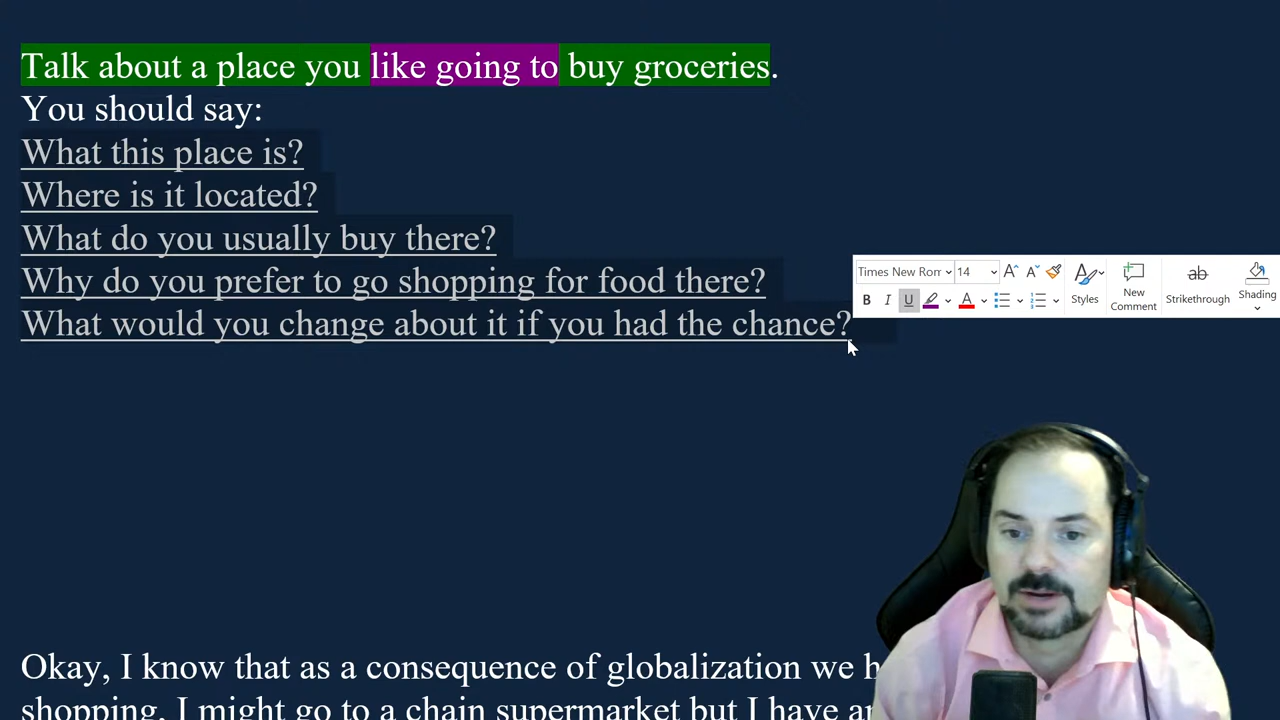 Talk about a place you like going to buy groceries.
You should say:
What this place is?
Where is it located?
What do you usually buy there?
Why do you prefer to go shopping for food there?
What would you change about it if you had the chance?
Times New Rom 14
B I U A Styles New Comment ab Strikethrough Shading
Okay, I know that as a consequence of globalization we h
shopping, I might go to a chain supermarket but I have a